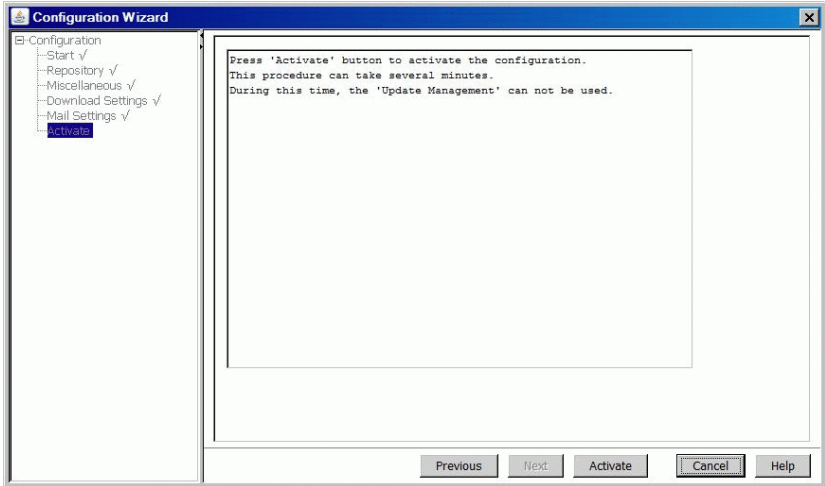 Configuration Wizard
Configuration
Start √
Repository √
Miscellaneous √
Download Settings √
Mail Settings √
Activate
Press 'Activate' button to activate the configuration.
This procedure can take several minutes.
During this time, the 'Update Management' can not be used.
Previous Next Activate Cancel Help